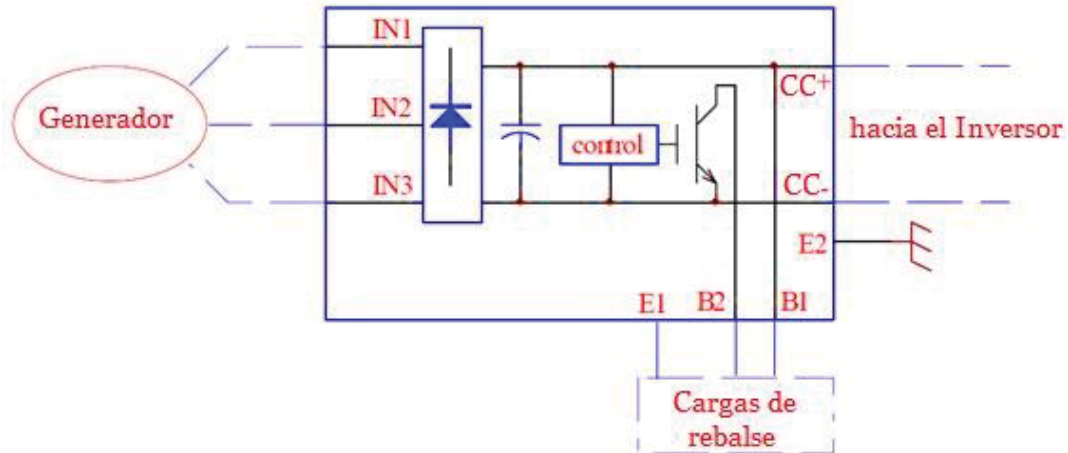 IN1
CC+
Generador
IN2
hacia el Inversor
control
IN3
CC-
E2
E1
B2
B1
Cargas de
rebalse